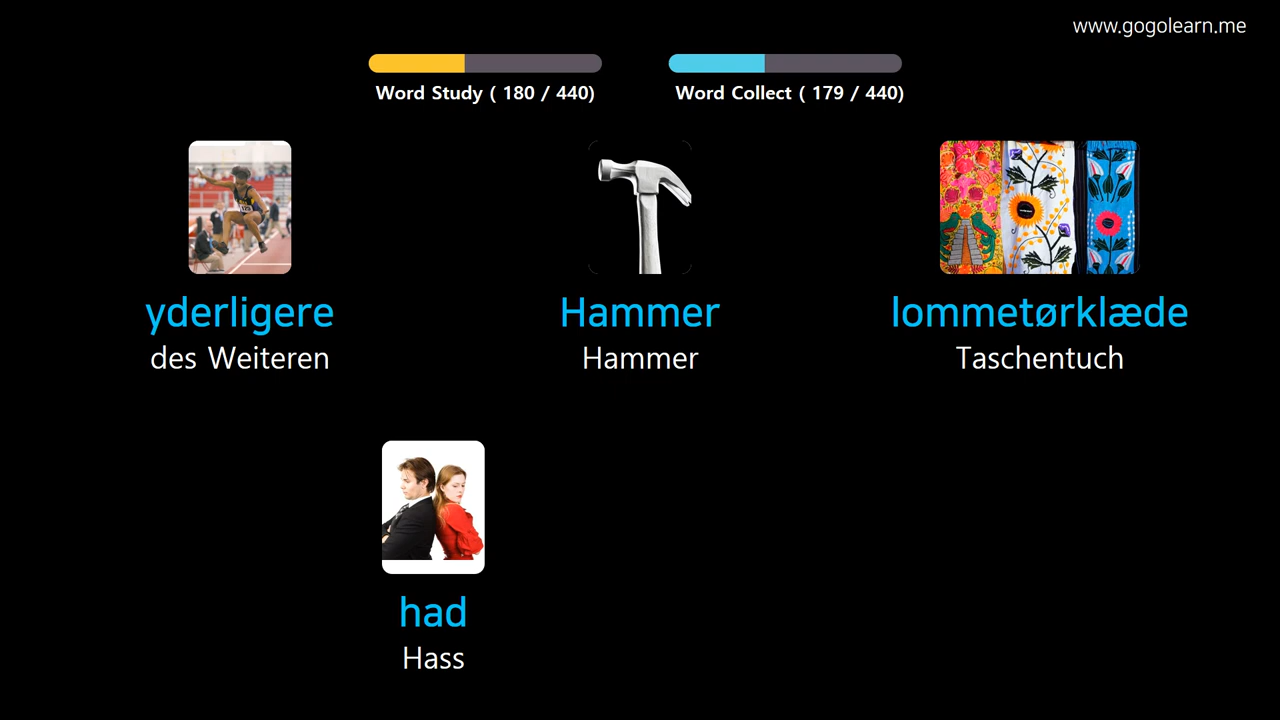 www.gogolearn.me
Word Study ( 180 / 440)
Word Collect ( 179 / 440)
yderligere
des Weiteren
Hammer
Hammer
lommetørklæde
Taschentuch
had
Hass